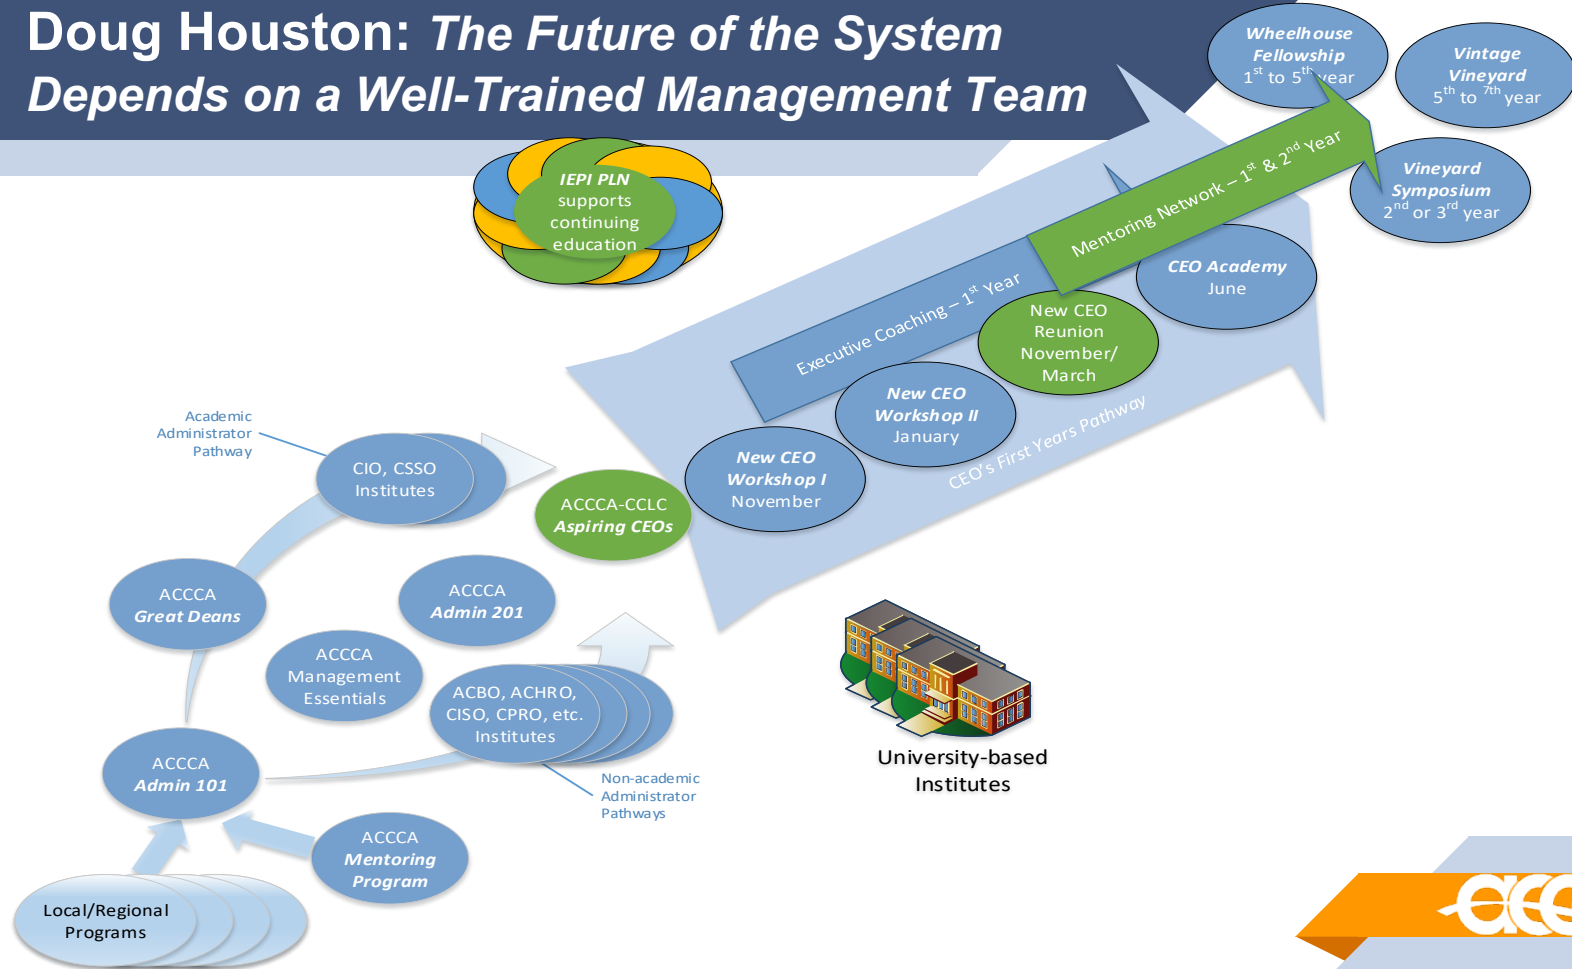 Doug Houston: The Future of the System
Depends on a Well-Trained Management Team
Wheelhouse
Fellowship
1st to 5th year
Vintage
Vineyard
5th to 7th year
Vineyard
Symposium
2nd or 3rd year
IEPI PLN
supports
continuing
education
Mentoring Network – 1st & 2nd Year
Executive Coaching – 1st Year
CEO Academy
June
New CEO
Reunion
November/
March
New CEO
Workshop II
January
New CEO
Workshop I
November
CEO's First Years Pathway
Academic
Administrator
Pathway
CIO, CSSO
Institutes
ACCCA-CCLC
Aspiring CEOs
ACCCA
Great Deans
ACCCA
Admin 201
ACCCA
Management
Essentials
ACBO, ACHRO,
CISO, CPRO, etc.
Institutes
Non-academic
Administrator
Pathways
ACCCA
Admin 101
ACCCA
Mentoring
Program
Local/Regional
Programs
University-based
Institutes
acc